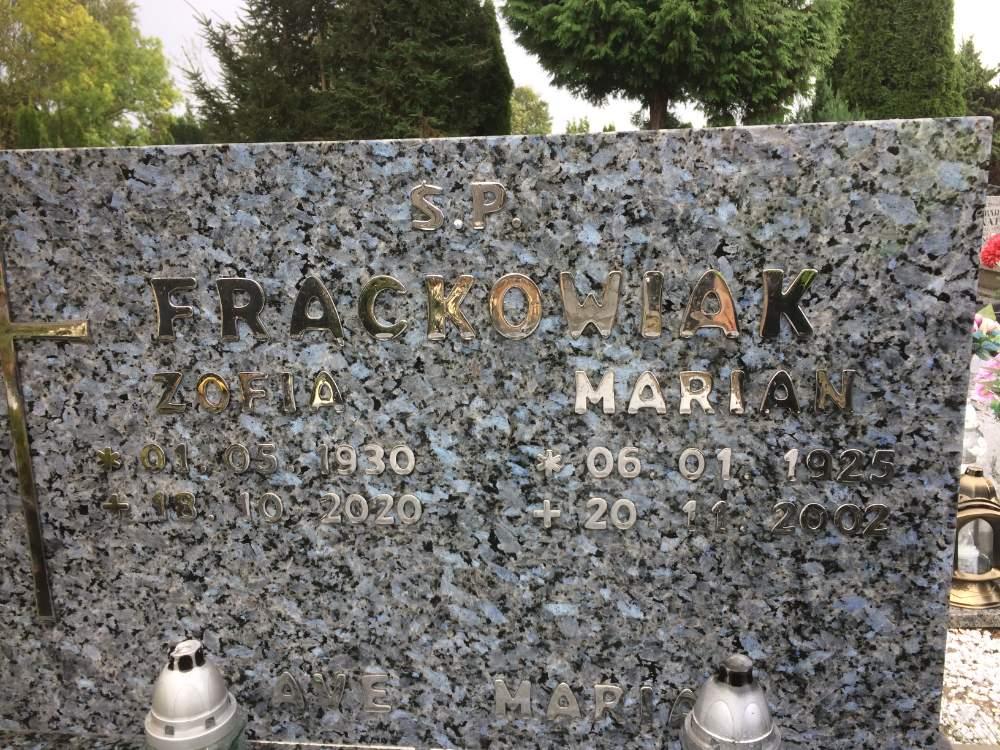 S.P.
FRĄCKOWIAK
ZOFIA MARIAN
* 01. 05. 1930 * 06. 01. 1925
+ 18. 10. 2020 + 20. 11. 2002
AVE MARIA